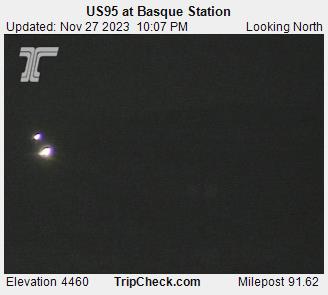 US95 at Basque Station
Updated: Nov 27 2023 10:07 PM Looking North
Elevation 4460 TripCheck.com Milepost 91.62